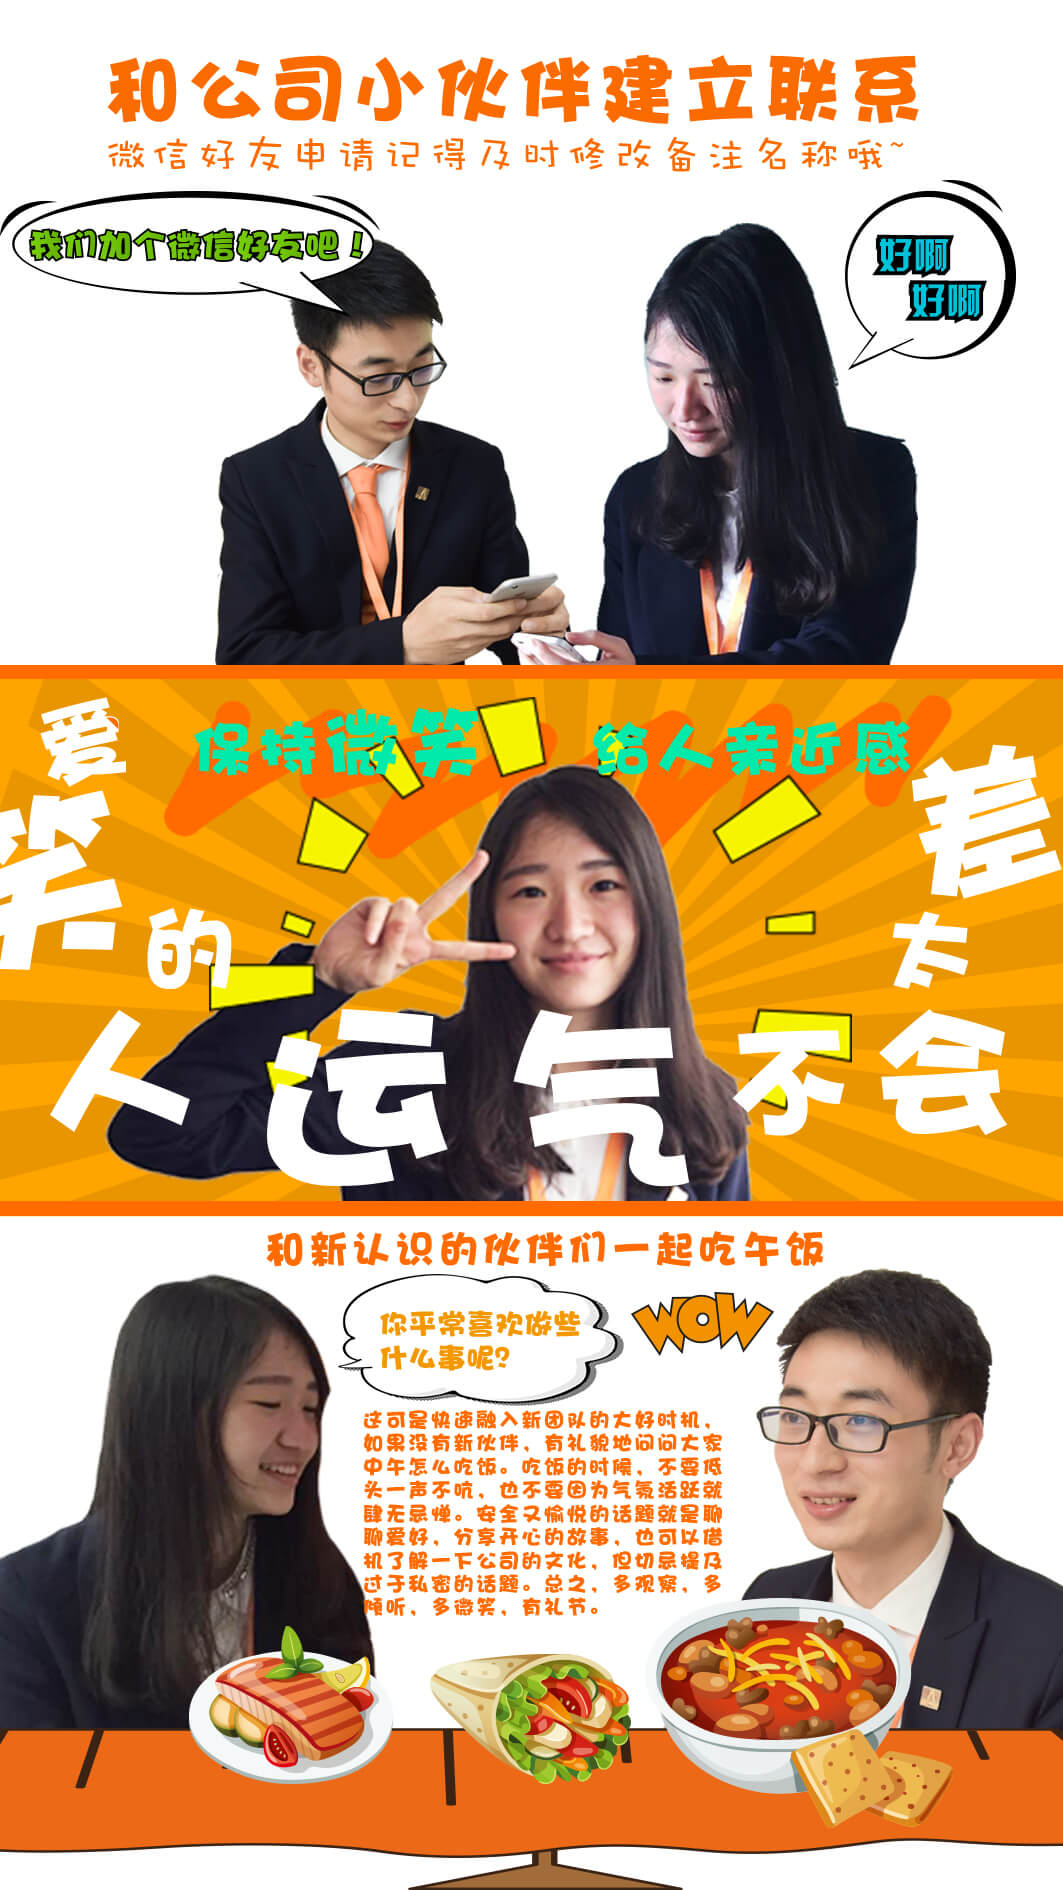 和公司小伙伴建立联系
微信好友申请记得及时修改备注名称哦~
我们加个微信好友吧！
好啊
好啊
保持微笑 给人亲近感
爱笑的人运气不会太差
和新认识的伙伴们一起吃午饭
你平常喜欢做些
什么事呢？
WOW
这可是快速融入新团队的大好时机，
如果没有新伙伴，有礼貌地问问大家
中午怎么吃饭。吃饭的时候，不要低
头一声不吭，也不要因为气氛活跃就
肆无忌惮。安全又愉悦的话题就是聊
聊爱好，分享开心的故事，也可以借
机了解一下公司的文化，但切忌提及
过于私密的话题。总之，多观察，多
倾听，多微笑，有礼节。